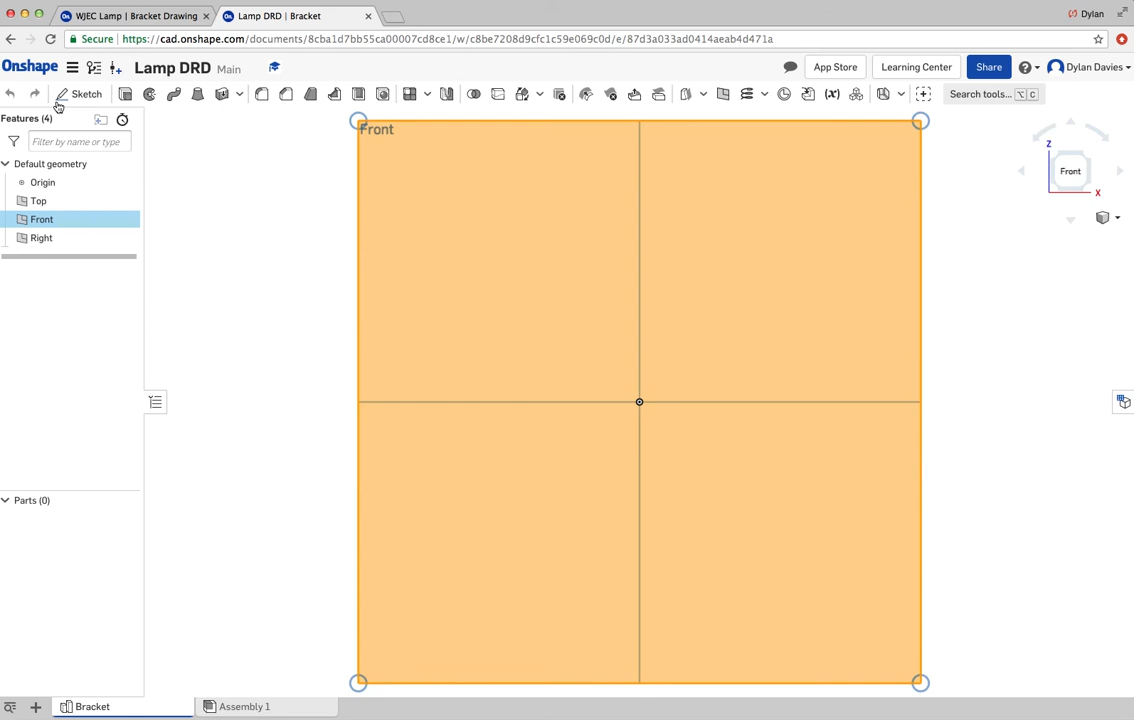 WJEC Lamp | Bracket Drawing
Lamp DRD | Bracket
Dylan
Secure https://cad.onshape.com/documents/8cba1d7bb55ca00007cd8ce1/w/c8be7208d9cfc1c59e069c0d/e/87d3a033ad0414aeab4d471a
Onshape Lamp DRD Main App Store Learning Center Share Dylan Davies
Sketch (x) Search tools... ⌥ C
Features (4)
Filter by name or type
Default geometry
Origin
Top
Front
Right
Parts (0)
Front
Z
Front
X
Bracket
Assembly 1